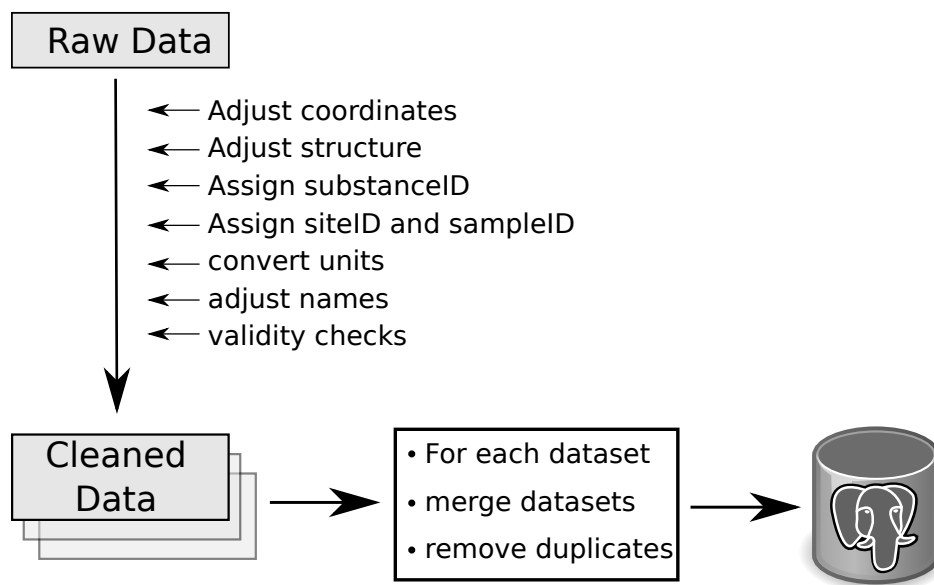 Raw Data
Adjust coordinates
Adjust structure
Assign substanceID
Assign siteID and sampleID
convert units
adjust names
validity checks
Cleaned
Data
• For each dataset
• merge datasets
• remove duplicates